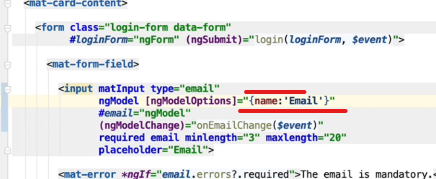 <mat-card-content>
<form class="login-form data-form"
#loginForm="ngForm" (ngSubmit)="login(loginForm, $event)">
<mat-form-field>
<input matInput type="email"
ngModel [ngModelOptions]="{name:'Email'}"
#email="ngModel"
(ngModelChange)="onEmailChange($event)"
required email minlength="3" maxlength="20"
placeholder="Email">
<mat-error *ngIf="email.errors?.required">The email is mandatory.<